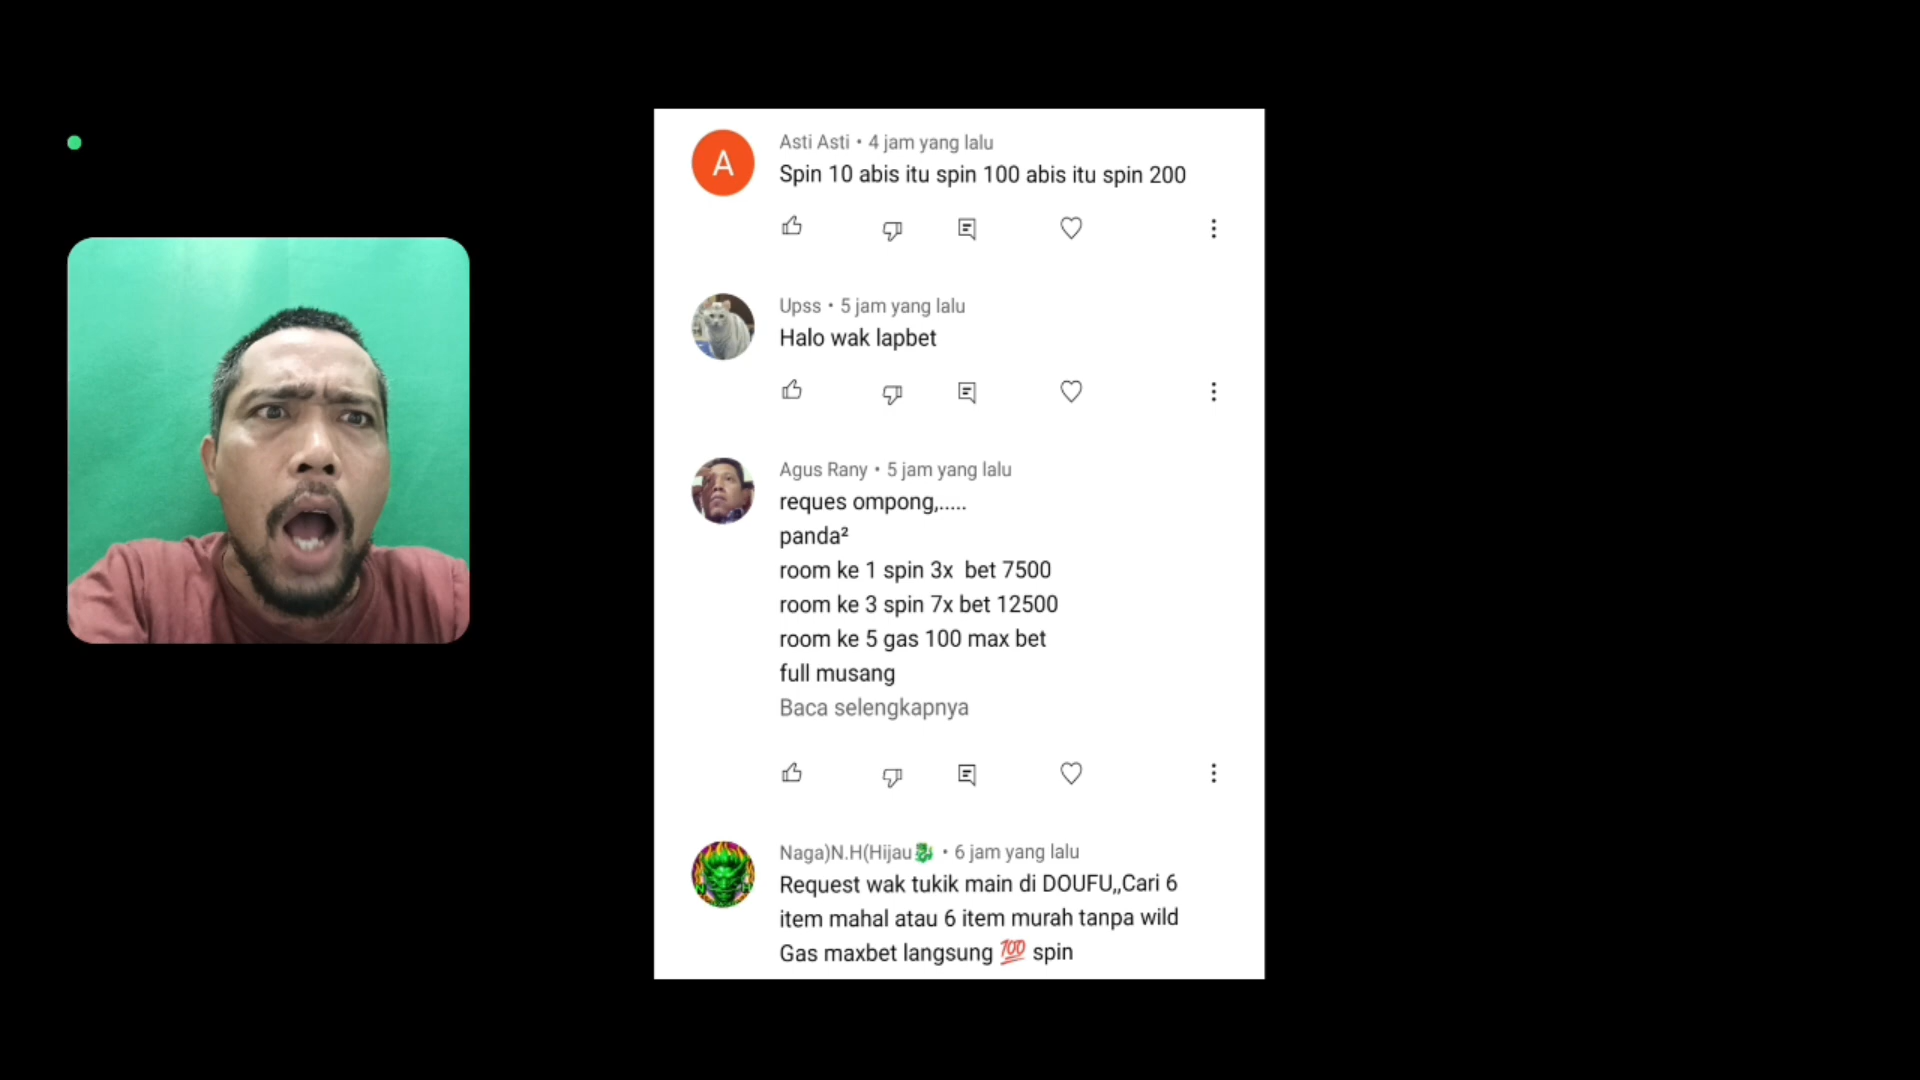 A
Asti Asti • 4 jam yang lalu
Spin 10 abis itu spin 100 abis itu spin 200
Upss • 5 jam yang lalu
Halo wak lapbet
Agus Rany • 5 jam yang lalu
reques ompong,.....
panda²
room ke 1 spin 3x  bet 7500
room ke 3 spin 7x bet 12500
room ke 5 gas 100 max bet
full musang
Baca selengkapnya
Naga)N.H(Hijau🐉 • 6 jam yang lalu
Request wak tukik main di DOUFU,,Cari 6
item mahal atau 6 item murah tanpa wild
Gas maxbet langsung 💯 spin